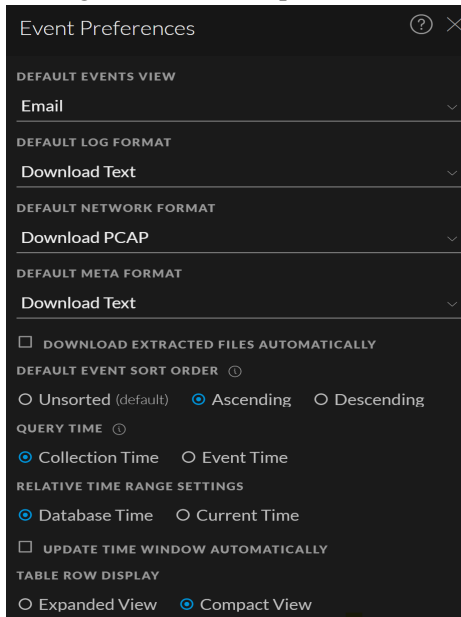 Event Preferences
DEFAULT EVENTS VIEW
Email
DEFAULT LOG FORMAT
Download Text
DEFAULT NETWORK FORMAT
Download PCAP
DEFAULT META FORMAT
Download Text
DOWNLOAD EXTRACTED FILES AUTOMATICALLY
DEFAULT EVENT SORT ORDER
Unsorted (default) Ascending Descending
QUERY TIME
Collection Time Event Time
RELATIVE TIME RANGE SETTINGS
Database Time Current Time
UPDATE TIME WINDOW AUTOMATICALLY
TABLE ROW DISPLAY
Expanded View Compact View